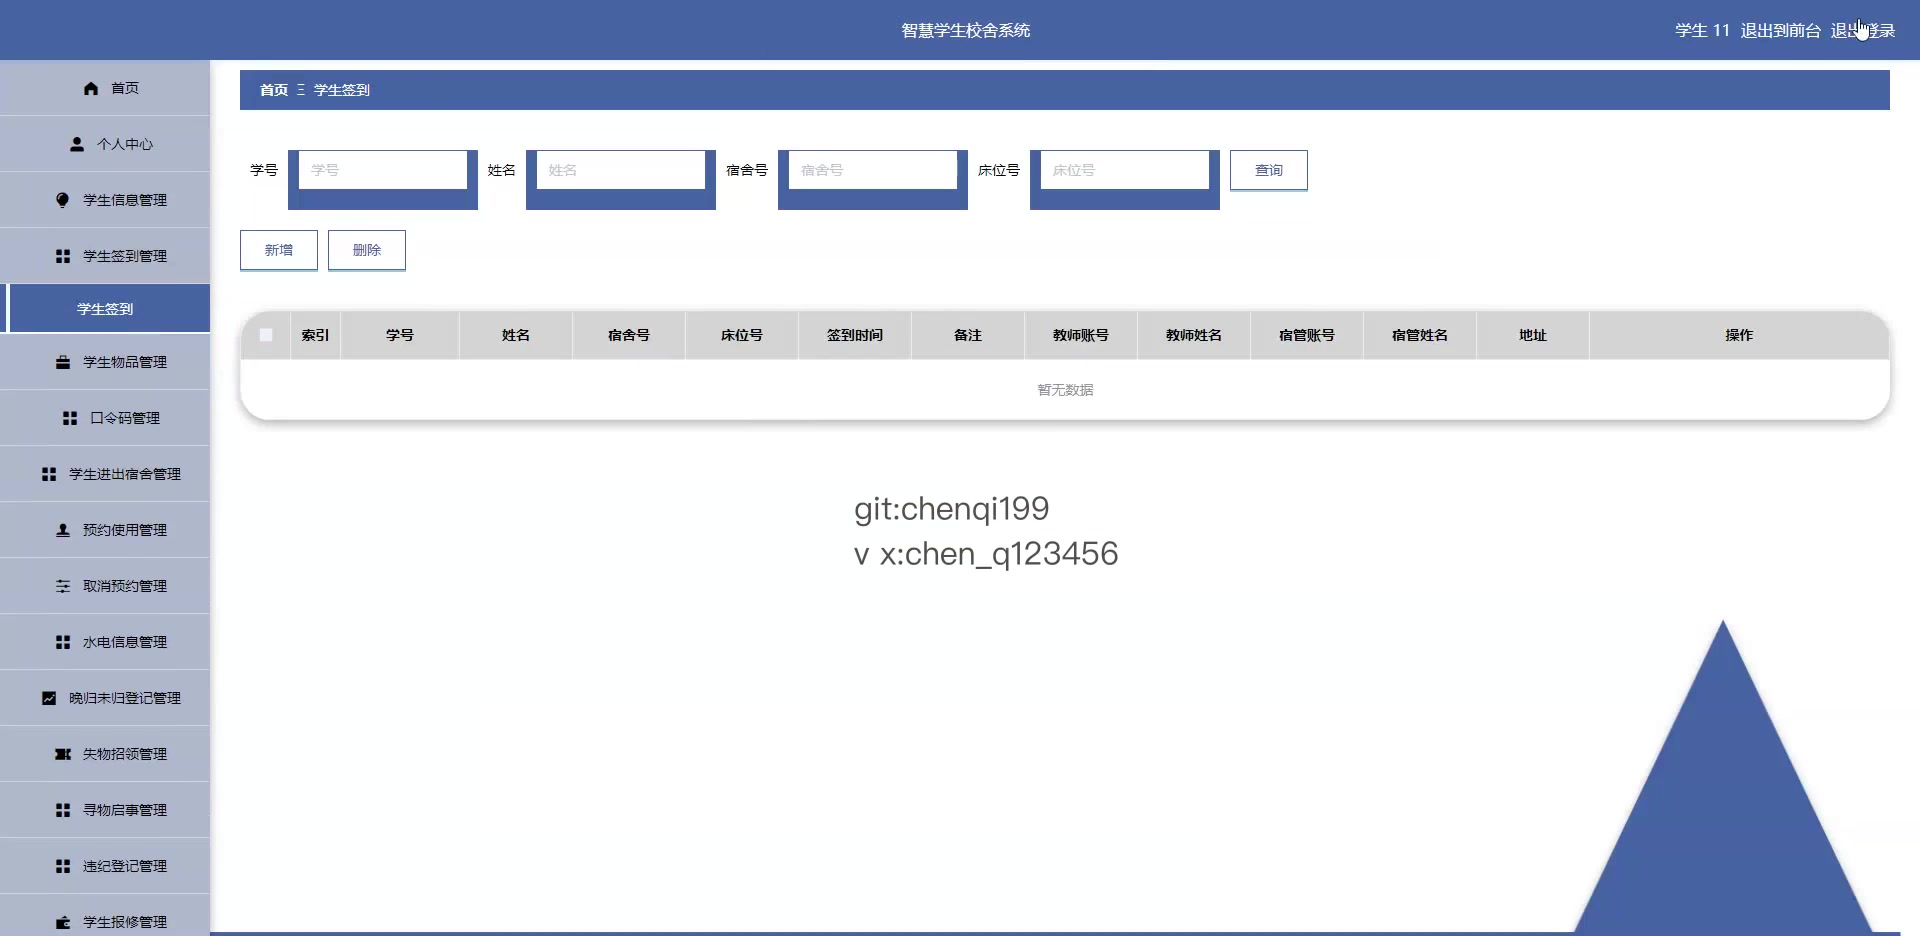 智慧学生校舍系统
学生 11 退出到前台 退出登录
首页
个人中心
学生信息管理
学生签到管理
学生签到
学生物品管理
口令码管理
学生进出宿舍管理
预约使用管理
取消预约管理
水电信息管理
晚归未归登记管理
失物招领管理
寻物启事管理
违纪登记管理
学生报修管理
首页 Ξ 学生签到
学号 学号 姓名 姓名 宿舍号 宿舍号 床位号 床位号 查询
新增 删除
索引 学号 姓名 宿舍号 床位号 签到时间 备注 教师账号 教师姓名 宿管账号 宿管姓名 地址 操作
暂无数据
git:chenqi199
v x:chen_q123456